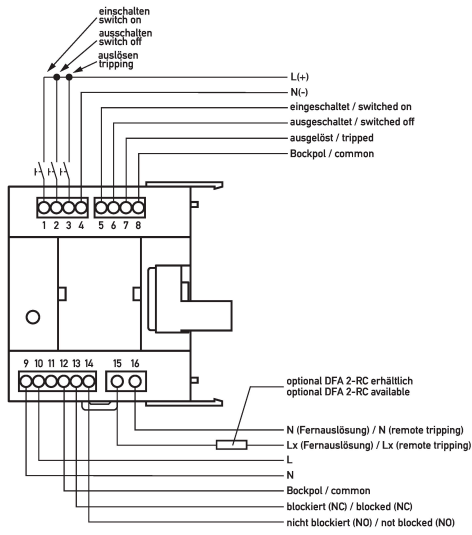 einschalten
switch on
ausschalten
switch off
auslösen
tripping
L(+)
N(-)
eingeschaltet / switched on
ausgeschaltet / switched off
ausgelöst / tripped
Bockpol / common
1 2 3 4 5 6 7 8
9 10 11 12 13 14 15 16
optional DFA 2-RC erhältlich
optional DFA 2-RC available
N (Fernauslösung) / N (remote tripping)
Lx (Fernauslösung) / Lx (remote tripping)
L
N
Bockpol / common
blockiert (NC) / blocked (NC)
nicht blockiert (NO) / not blocked (NO)